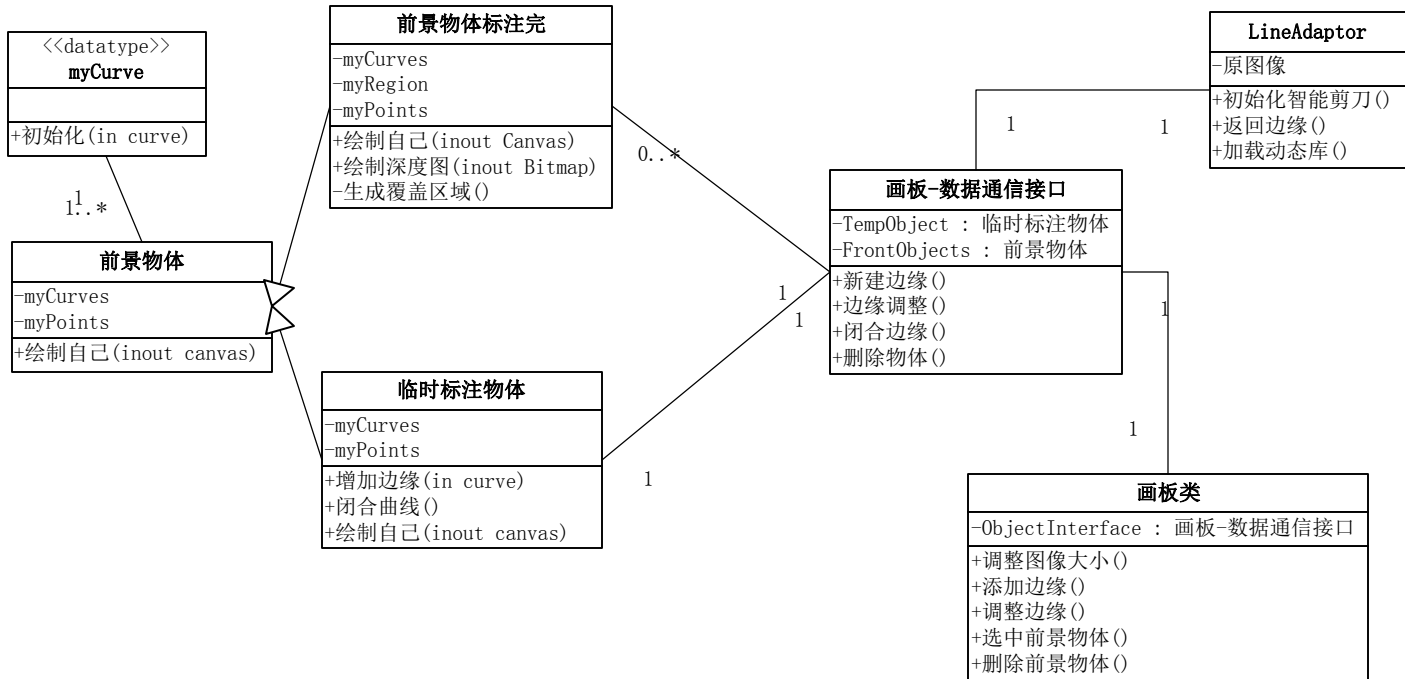 <<datatype>>
myCurve
+初始化(in curve)
1
1..*
前景物体
-myCurves
-myPoints
+绘制自己(inout canvas)
前景物体标注完
-myCurves
-myRegion
-myPoints
+绘制自己(inout Canvas)
+绘制深度图(inout Bitmap)
-生成覆盖区域()
0..*
1
临时标注物体
-myCurves
-myPoints
+增加边缘(in curve)
+闭合曲线()
+绘制自己(inout canvas)
1
1
画板-数据通信接口
-TempObject : 临时标注物体
-FrontObjects : 前景物体
+新建边缘()
+边缘调整()
+闭合边缘()
+删除物体()
1
1
LineAdaptor
-原图像
+初始化智能剪刀()
+返回边缘()
+加载动态库()
1
1
画板类
-ObjectInterface : 画板-数据通信接口
+调整图像大小()
+添加边缘()
+调整边缘()
+选中前景物体()
+删除前景物体()